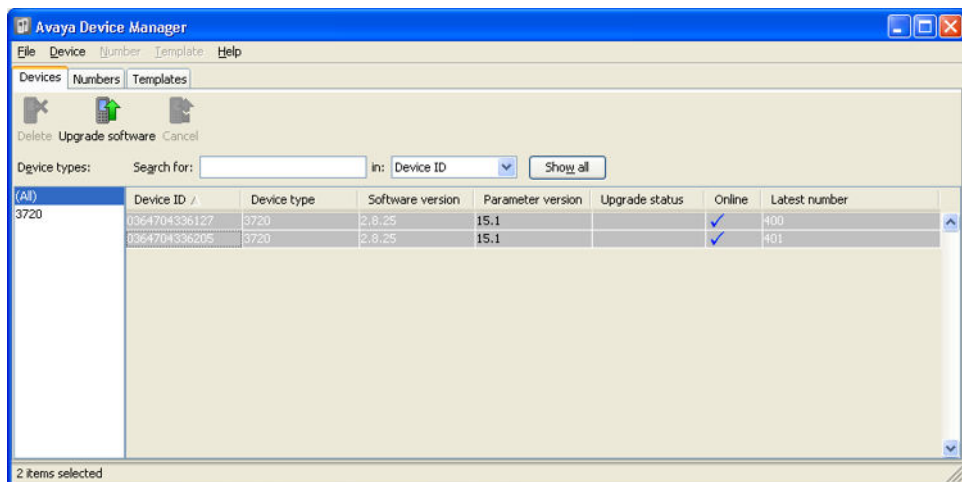 Avaya Device Manager
File Device Number Template Help
Devices Numbers Templates
Delete Upgrade software Cancel
Device types: Search for: in: Device ID Show all
(All) Device ID Device type Software version Parameter version Upgrade status Online Latest number
3720 0364704336127 3720 2.8.25 15.1 400
0364704336205 3720 2.8.25 15.1 401
2 items selected